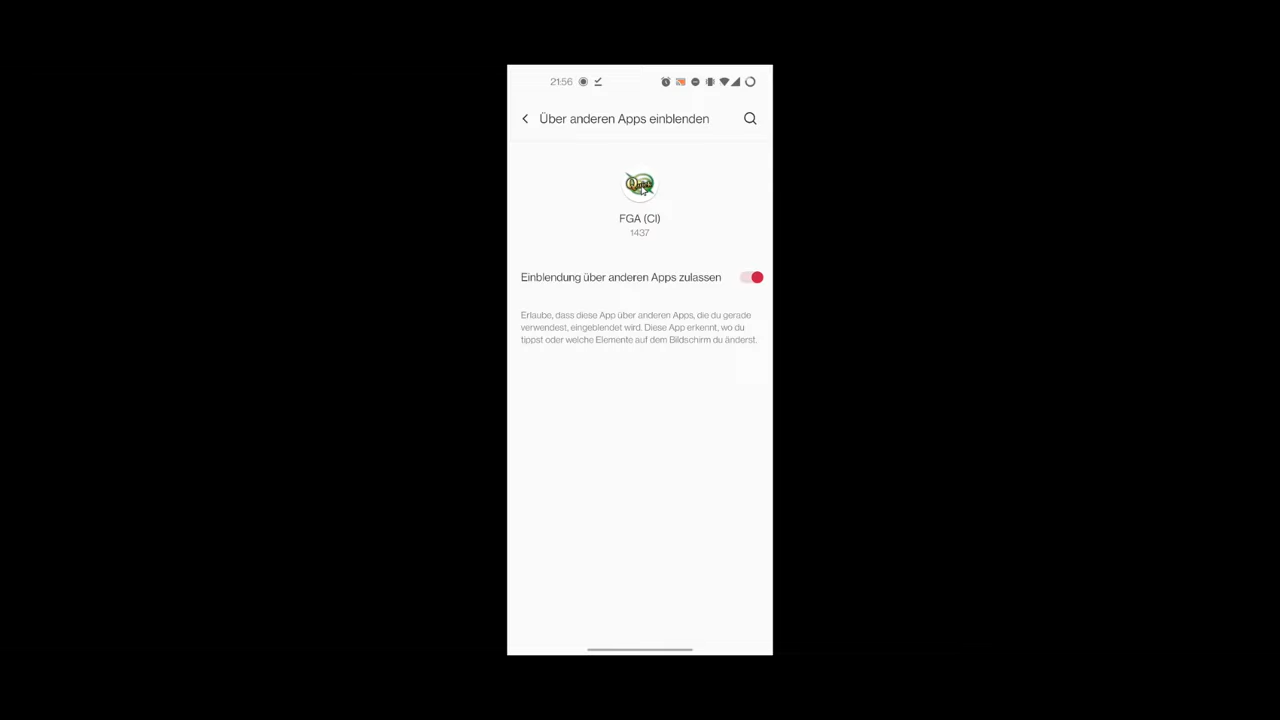 21:56
Über anderen Apps einblenden
FGA (CI)
1437
Einblendung über anderen Apps zulassen
Erlaube, dass diese App über anderen Apps, die du gerade
verwendest, eingeblendet wird. Diese App erkennt, wo du
tippst oder welche Elemente auf dem Bildschirm du änderst.